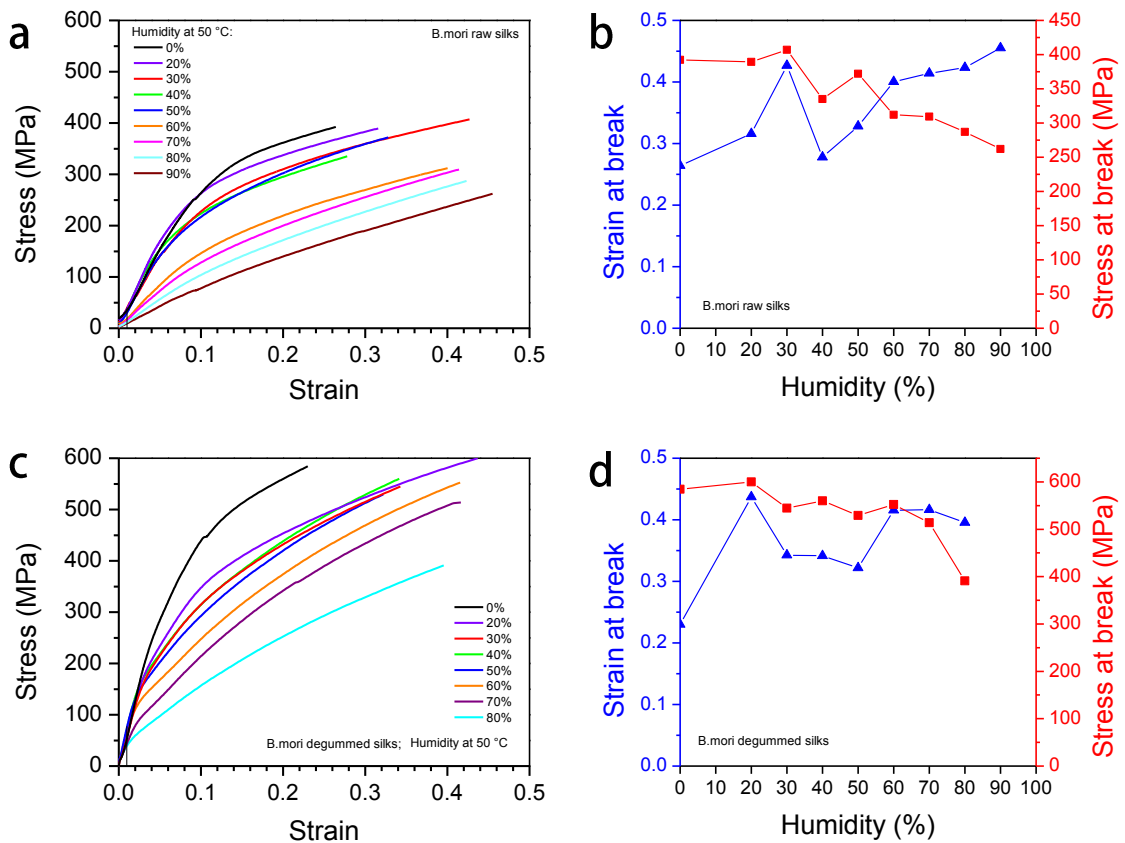 a
Humidity at 50 °C:
0%
20%
30%
40%
50%
60%
70%
80%
90%
B.mori raw silks
600
500
400
300
200
100
0
0.0 0.1 0.2 0.3 0.4 0.5
Stress (MPa)
Strain
b
0.5
0.4
0.3
0.2
0.1
0.0
Strain at break
450
400
350
300
250
200
150
100
50
0
Stress at break (MPa)
B.mori raw silks
0 10 20 30 40 50 60 70 80 90 100
Humidity (%)
c
600
500
400
300
200
100
0
Stress (MPa)
0%
20%
30%
40%
50%
60%
70%
80%
B.mori degummed silks; Humidity at 50 °C
0.0 0.1 0.2 0.3 0.4 0.5
Strain
d
0.5
0.4
0.3
0.2
0.1
0.0
Strain at break
600
500
400
300
200
100
0
Stress at break (MPa)
B.mori degummed silks
0 10 20 30 40 50 60 70 80 90 100
Humidity (%)